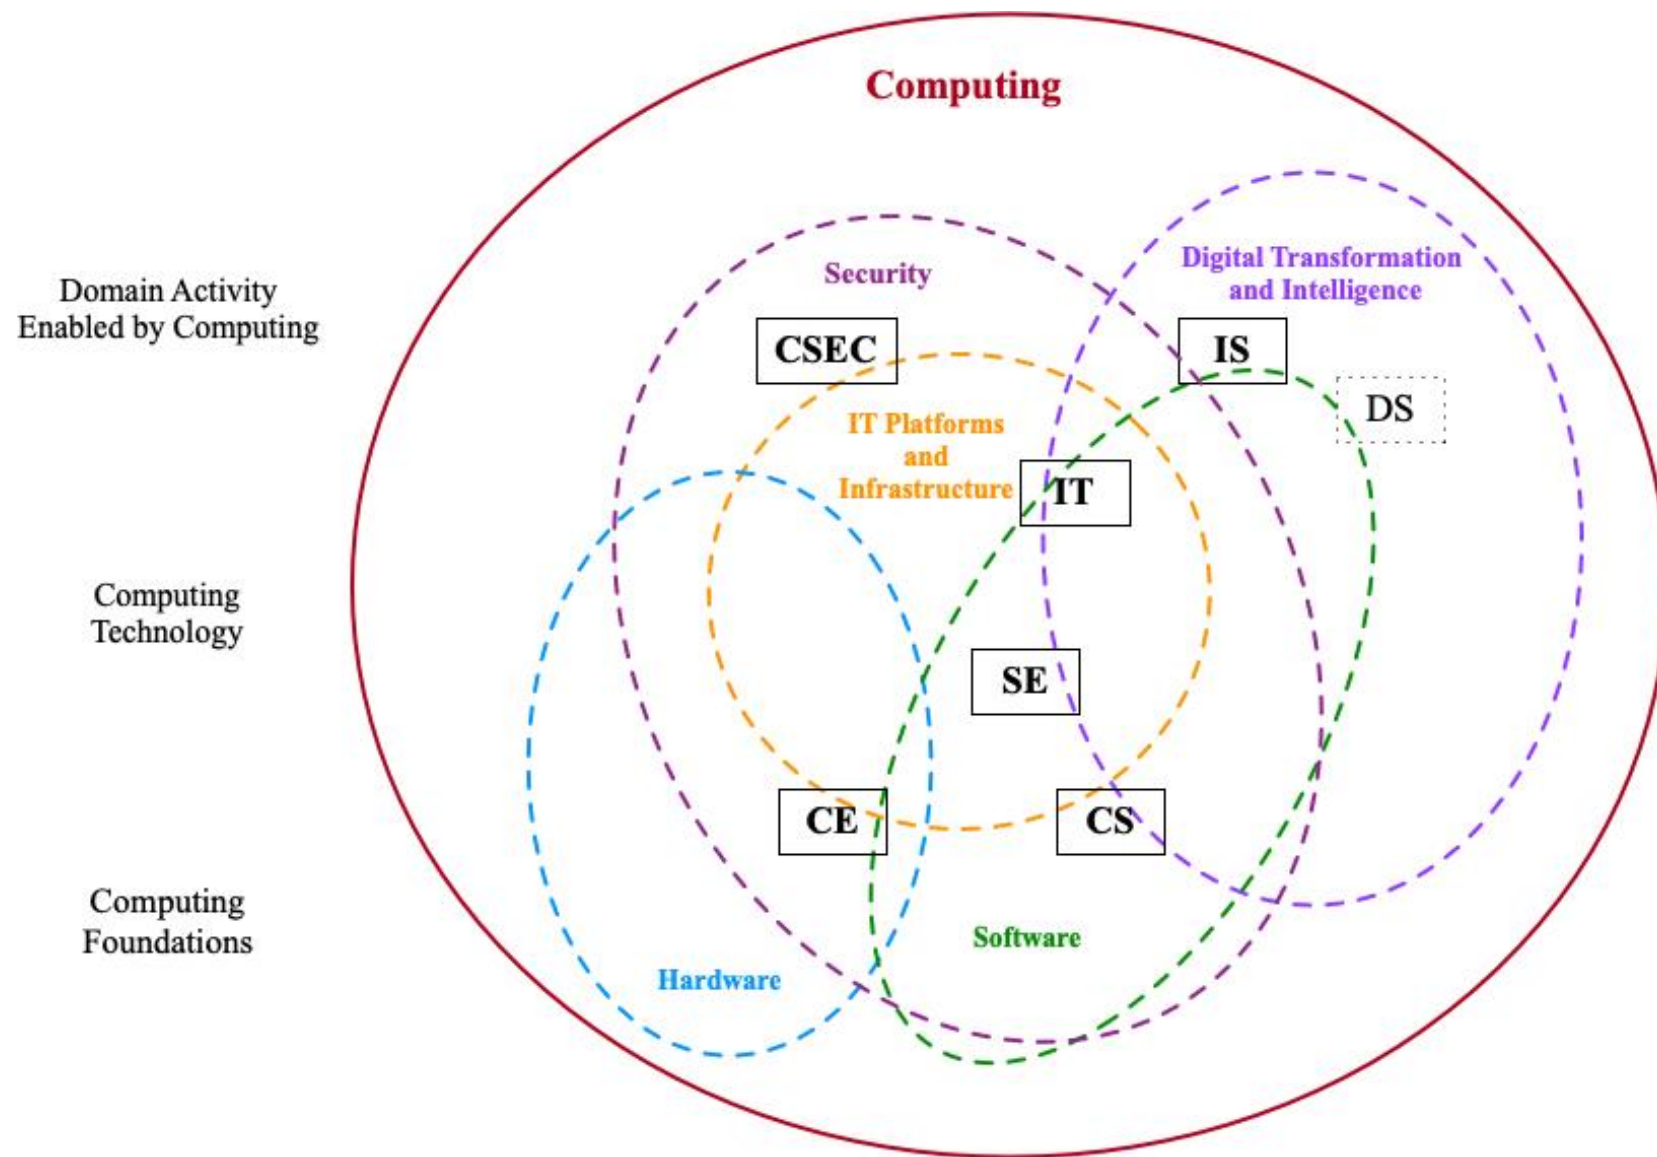 Computing
Domain Activity
Enabled by Computing
Security
Digital Transformation
and Intelligence
CSEC
IS
DS
IT Platforms
and
Infrastructure
IT
Computing
Technology
SE
CE
CS
Computing
Foundations
Software
Hardware